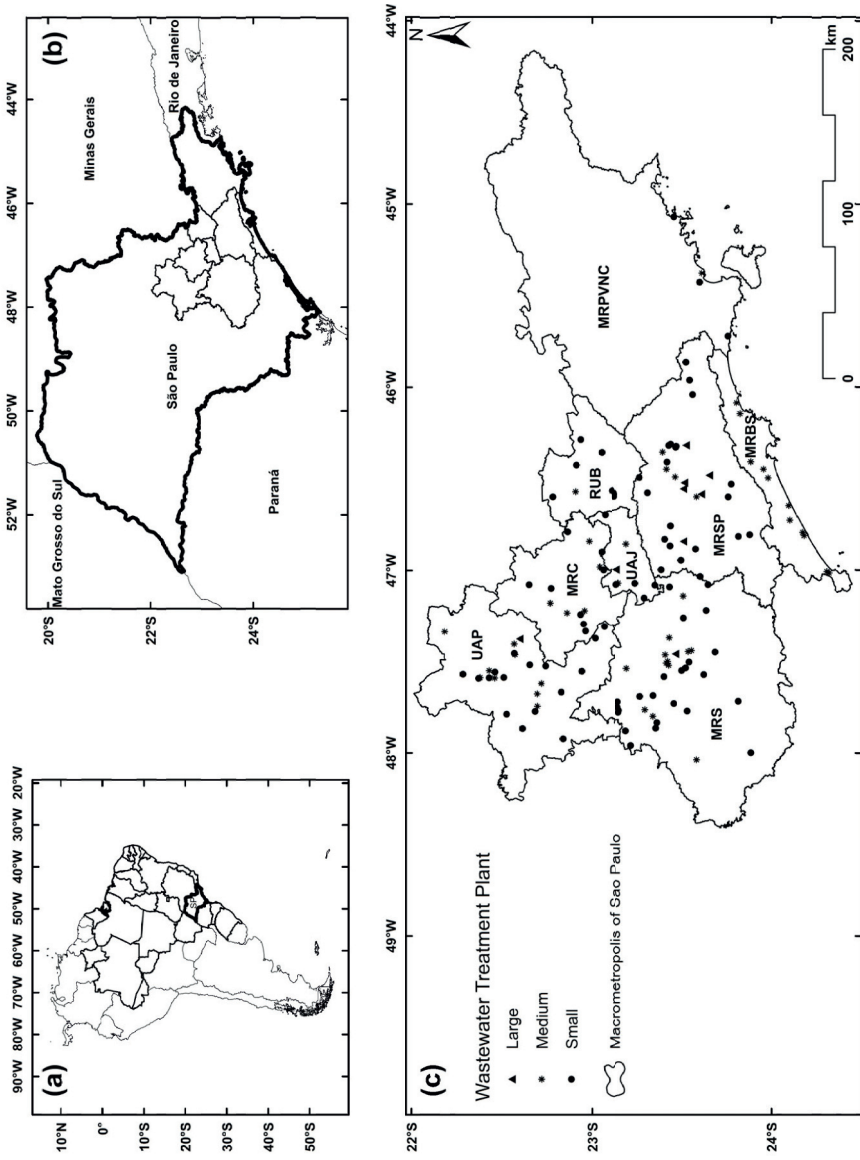 (a)
90°W 80°W 70°W 60°W 50°W 40°W 30°W 20°W
10°N
0°
10°S
20°S
30°S
40°S
50°S
SP
(b)
52°W 50°W 48°W 46°W 44°W
20°S
22°S
24°S
Mato Grosso do Sul
Minas Gerais
São Paulo
Rio de Janeiro
Paraná
(c)
49°W 48°W 47°W 46°W 45°W 44°W
22°S
23°S
24°S
N
Wastewater Treatment Plant
Large
Medium
Small
Macrometropolis of Sao Paulo
UAP
MRC
RUB
UAJ
MRPVNC
MRS
MRSP
MRBS
0 100 200
km